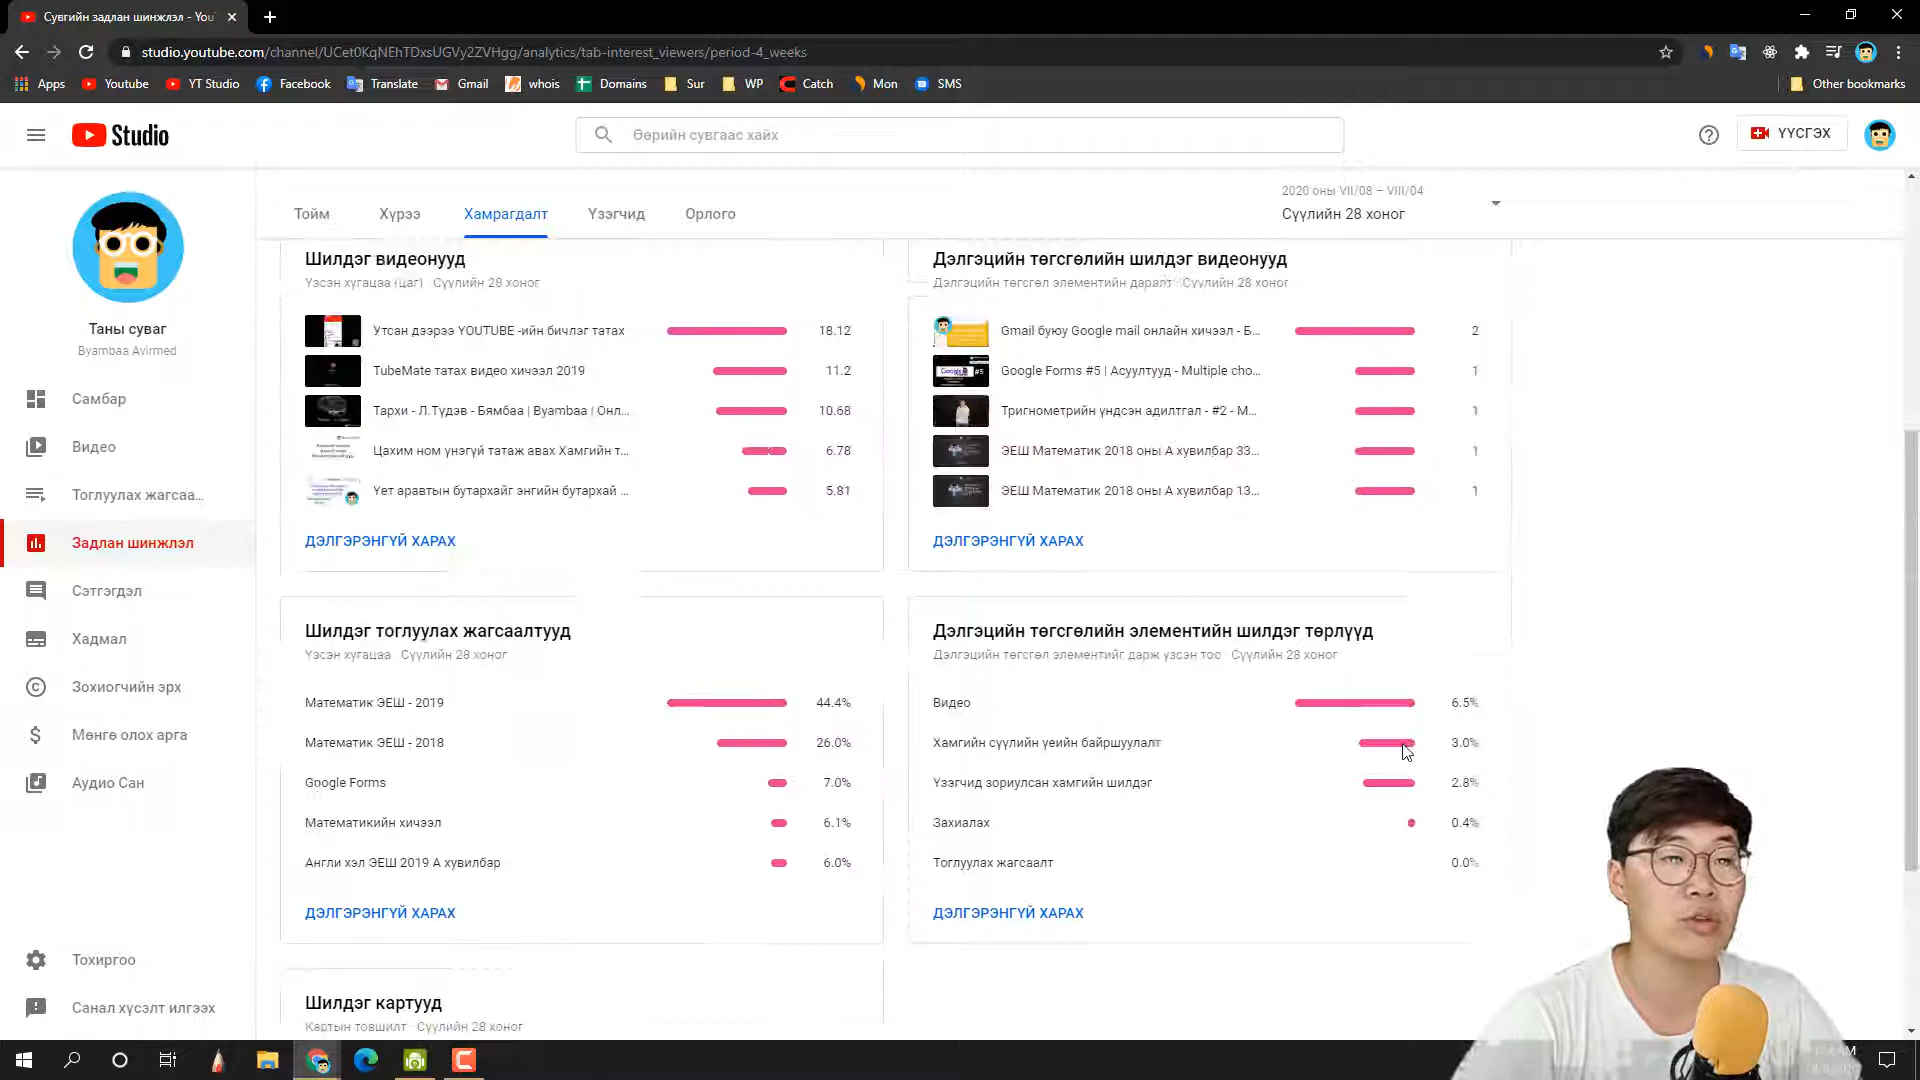 Сувгийн задлан шинжлэл - You
studio.youtube.com/channel/UCet0KqNEhTDxsUGVy2ZVHgg/analytics/tab-interest_viewers/period-4_weeks
Apps Youtube YT Studio Facebook Translate Gmail whois Domains Sur WP Catch Mon SMS Other bookmarks
Studio
Өөрийн сувгаас хайх
ҮҮСГЭХ
Таны суваг
Byambaa Avirmed
Самбар
Видео
Тоглуулах жагсаа...
Задлан шинжлэл
Сэтгэгдэл
Хадмал
Зохиогчийн эрх
Мөнгө олох арга
Аудио Сан
Тохиргоо
Санал хүсэлт илгээх
Тойм Хүрээ Хамрагдалт Үзэгчид Орлого
2020 оны VII/08 – VIII/04
Сүүлийн 28 хоног
Шилдэг видеонууд
Үзсэн хугацаа (цаг) · Сүүлийн 28 хоног
Утсан дээрээ YOUTUBE -ийн бичлэг татах 18.12
TubeMate татах видео хичээл 2019 11.2
Тархи - Л.Түдэв - Бямбаа | Byambaa | Онл... 10.68
Цахим ном үнэгүй татаж авах Хамгийн т... 6.78
Үет аравтын бутархайг энгийн бутархай ... 5.81
ДЭЛГЭРЭНГҮЙ ХАРАХ
Дэлгэцийн төгсгөлийн шилдэг видеонууд
Дэлгэцийн төгсгөл элементийн даралт · Сүүлийн 28 хоног
Gmail буюу Google mail онлайн хичээл - Б... 2
Google Forms #5 | Асуултууд - Multiple cho... 1
Тригнометрийн үндсэн адилтгал - #2 - М... 1
ЭЕШ Математик 2018 оны А хувилбар 33... 1
ЭЕШ Математик 2018 оны А хувилбар 13... 1
ДЭЛГЭРЭНГҮЙ ХАРАХ
Шилдэг тоглуулах жагсаалтууд
Үзсэн хугацаа · Сүүлийн 28 хоног
Математик ЭЕШ - 2019 44.4%
Математик ЭЕШ - 2018 26.0%
Google Forms 7.0%
Математикийн хичээл 6.1%
Англи хэл ЭЕШ 2019 А хувилбар 6.0%
ДЭЛГЭРЭНГҮЙ ХАРАХ
Дэлгэцийн төгсгөлийн элементийн шилдэг төрлүүд
Дэлгэцийн төгсгөл элементийг дарж үзсэн тоо · Сүүлийн 28 хоног
Видео 6.5%
Хамгийн сүүлийн үеийн байршуулалт 3.0%
Үзэгчид зориулсан хамгийн шилдэг 2.8%
Захиалах 0.4%
Тоглуулах жагсаалт 0.0%
ДЭЛГЭРЭНГҮЙ ХАРАХ
Шилдэг картууд
Картын товшилт · Сүүлийн 28 хоног